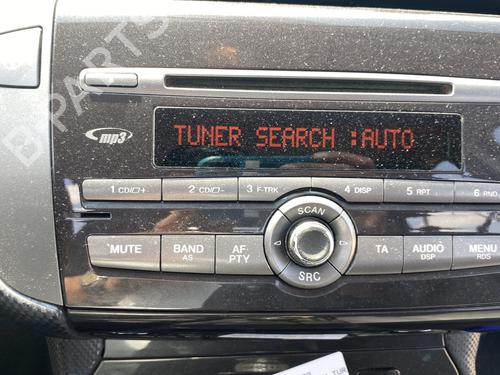 B-PARTS
mp3
TUNER SEARCH :AUTO
1 CD/□+ 2 CD/□- 3 F-TRK 4 DISP 5 RPT 6 RND
SCAN
MUTE BAND AS AF-PTY TA AUDIO DSP MENU RDS
SRC